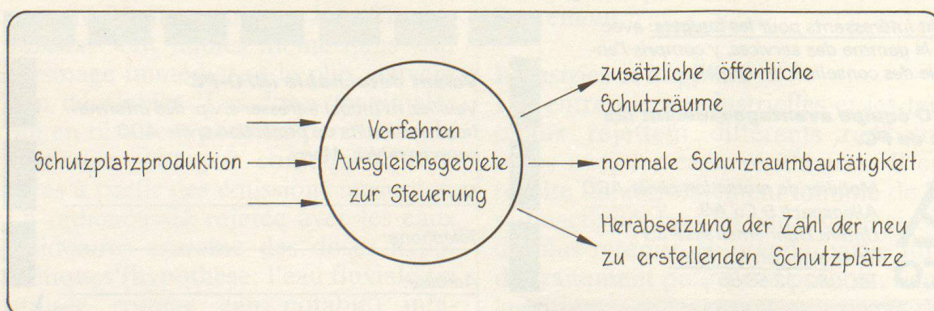 Schutzplatzproduktion
Verfahren
Ausgleichsgebiete
zur Steuerung
zusätzliche öffentliche
Schutzräume
normale Schutzraumbautätigkeit
Herabsetzung der Zahl der neu
zu erstellenden Schutzplätze